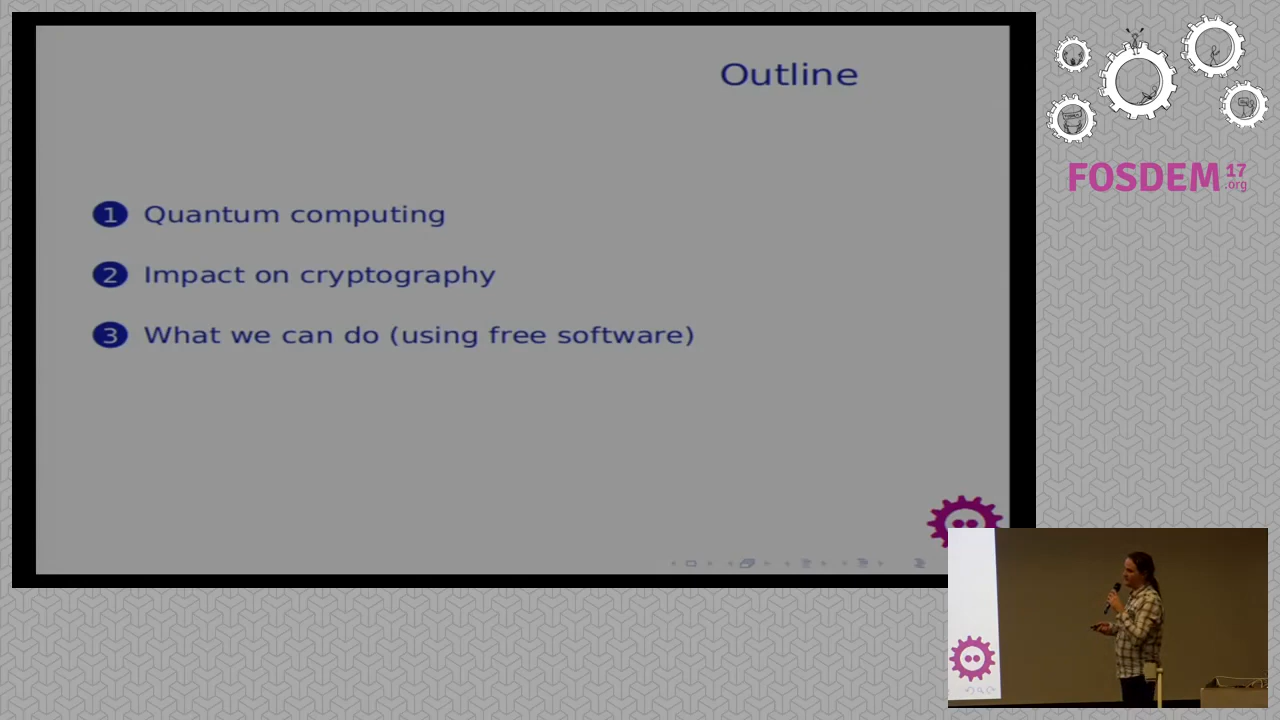 Outline
1 Quantum computing
2 Impact on cryptography
3 What we can do (using free software)
FOSDEM 17
.org